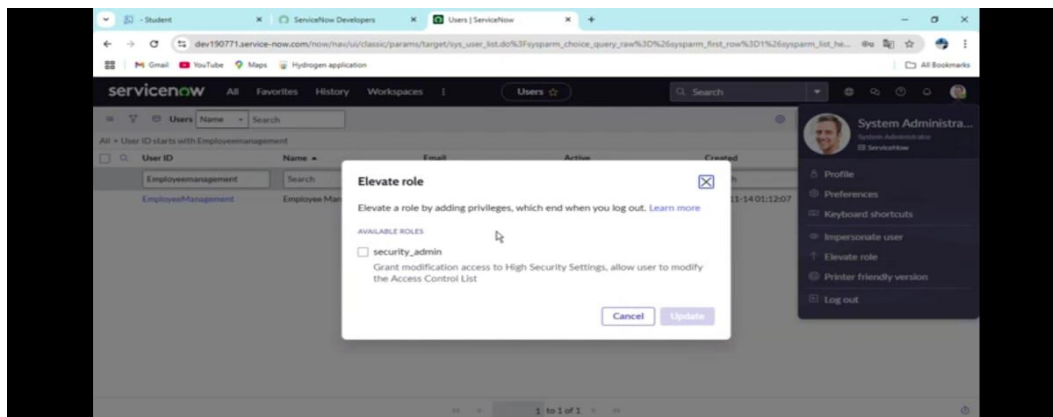 - Student
ServiceNow Developers
Users | ServiceNow
dev190771.service-now.com/now/nav/ui/classic/params/target/sys_user_list.do%3Fsysparm_choice_query_raw%3D%26sysparm_first_row%3D1%26sysparm_list_he...
Gmail
YouTube
Maps
Hydrogen application
All Bookmarks
servicenow
All
Favorites
History
Workspaces
Users
Search
Users
Name
Search
All > User ID starts with Employeemanagement
User ID
Name
Email
Active
Created
Employeemanagement
Search
EmployeeManagement
Employee Man
11-14 01:12:07
System Administra...
System Administrator
ServiceNow
Profile
Preferences
Keyboard shortcuts
Impersonate user
Elevate role
Printer friendly version
Log out
Elevate role
Elevate a role by adding privileges, which end when you log out. Learn more
AVAILABLE ROLES
security_admin
Grant modification access to High Security Settings, allow user to modify
the Access Control List
Cancel
Update
1 to 1 of 1